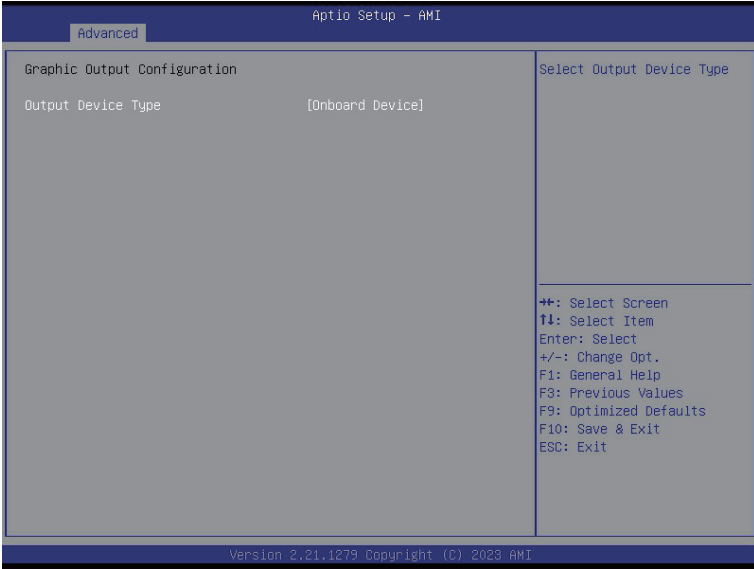 Aptio Setup – AMI
Advanced
Graphic Output Configuration
Output Device Type [Onboard Device]
Select Output Device Type
→←: Select Screen
↑↓: Select Item
Enter: Select
+/-: Change Opt.
F1: General Help
F3: Previous Values
F9: Optimized Defaults
F10: Save & Exit
ESC: Exit
Version 2.21.1279 Copyright (C) 2023 AMI